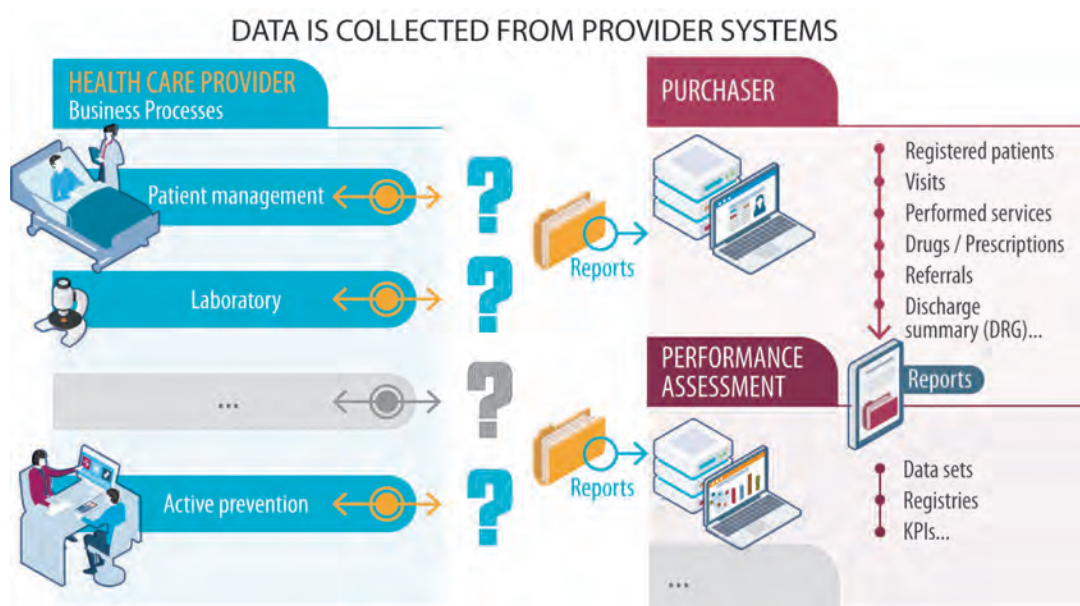 DATA IS COLLECTED FROM PROVIDER SYSTEMS
HEALTH CARE PROVIDER
Business Processes
Patient management
?
Laboratory
?
...
?
Active prevention
?
Reports
Reports
PURCHASER
Registered patients
Visits
Performed services
Drugs / Prescriptions
Referrals
Discharge
summary (DRG)...
PERFORMANCE
ASSESSMENT
Reports
Data sets
Registries
KPIs...
...